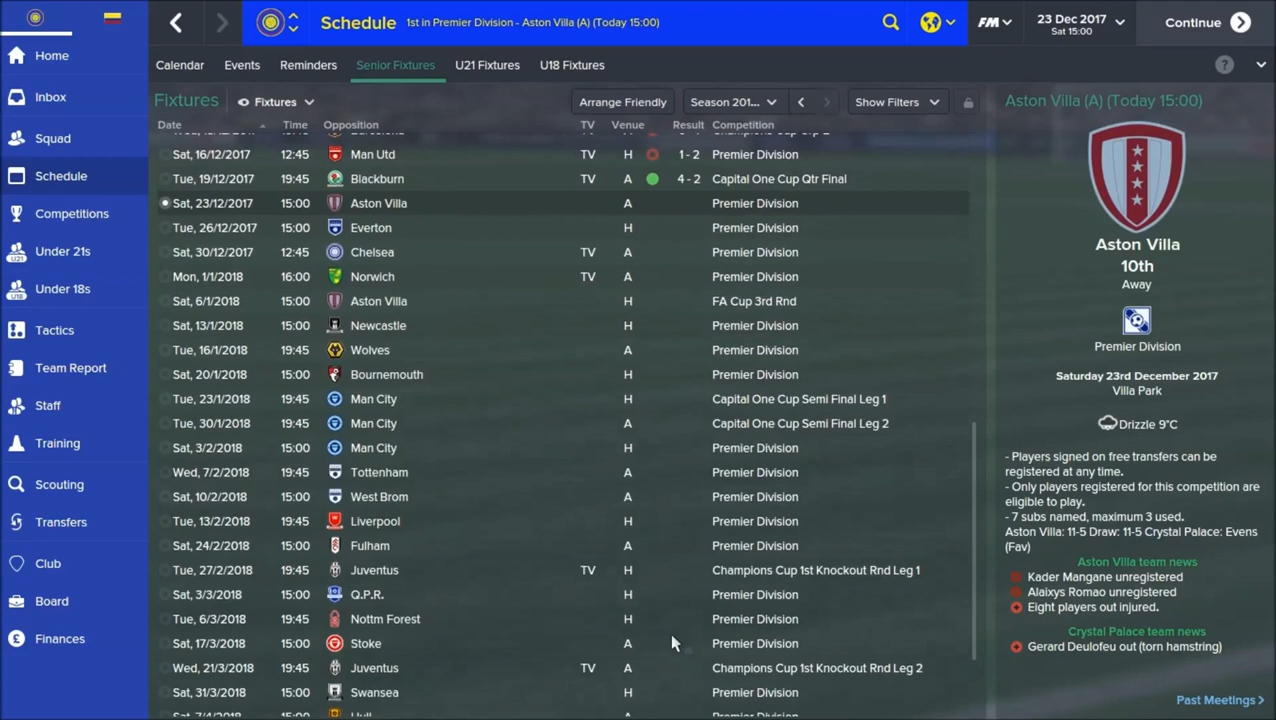 Schedule 1st in Premier Division - Aston Villa (A) (Today 15:00)
FM
23 Dec 2017
Sat 15:00
Continue
Home
Inbox
Squad
Schedule
Competitions
Under 21s
Under 18s
Tactics
Team Report
Staff
Training
Scouting
Transfers
Club
Board
Finances
Calendar Events Reminders Senior Fixtures U21 Fixtures U18 Fixtures
Fixtures Fixtures Arrange Friendly Season 201... Show Filters
Date Time Opposition TV Venue Result Competition
Sat, 16/12/2017 12:45 Man Utd TV H 1 - 2 Premier Division
Tue, 19/12/2017 19:45 Blackburn TV A 4 - 2 Capital One Cup Qtr Final
Sat, 23/12/2017 15:00 Aston Villa A Premier Division
Tue, 26/12/2017 15:00 Everton H Premier Division
Sat, 30/12/2017 12:45 Chelsea TV A Premier Division
Mon, 1/1/2018 16:00 Norwich TV A Premier Division
Sat, 6/1/2018 15:00 Aston Villa H FA Cup 3rd Rnd
Sat, 13/1/2018 15:00 Newcastle H Premier Division
Tue, 16/1/2018 19:45 Wolves A Premier Division
Sat, 20/1/2018 15:00 Bournemouth H Premier Division
Tue, 23/1/2018 19:45 Man City H Capital One Cup Semi Final Leg 1
Tue, 30/1/2018 19:45 Man City A Capital One Cup Semi Final Leg 2
Sat, 3/2/2018 15:00 Man City H Premier Division
Wed, 7/2/2018 19:45 Tottenham A Premier Division
Sat, 10/2/2018 15:00 West Brom A Premier Division
Tue, 13/2/2018 19:45 Liverpool H Premier Division
Sat, 24/2/2018 15:00 Fulham A Premier Division
Tue, 27/2/2018 19:45 Juventus TV H Champions Cup 1st Knockout Rnd Leg 1
Sat, 3/3/2018 15:00 Q.P.R. H Premier Division
Tue, 6/3/2018 19:45 Nottm Forest H Premier Division
Sat, 17/3/2018 15:00 Stoke A Premier Division
Wed, 21/3/2018 19:45 Juventus TV A Champions Cup 1st Knockout Rnd Leg 2
Sat, 31/3/2018 15:00 Swansea H Premier Division
Aston Villa (A) (Today 15:00)
Aston Villa
10th
Away
Premier Division
Saturday 23rd December 2017
Villa Park
Drizzle 9°C
- Players signed on free transfers can be
registered at any time.
- Only players registered for this competition are
eligible to play.
- 7 subs named, maximum 3 used.
Aston Villa: 11-5 Draw: 11-5 Crystal Palace: Evens
(Fav)
Aston Villa team news
Kader Mangane unregistered
Alaixys Romao unregistered
Eight players out injured.
Crystal Palace team news
Gerard Deulofeu out (torn hamstring)
Past Meetings >